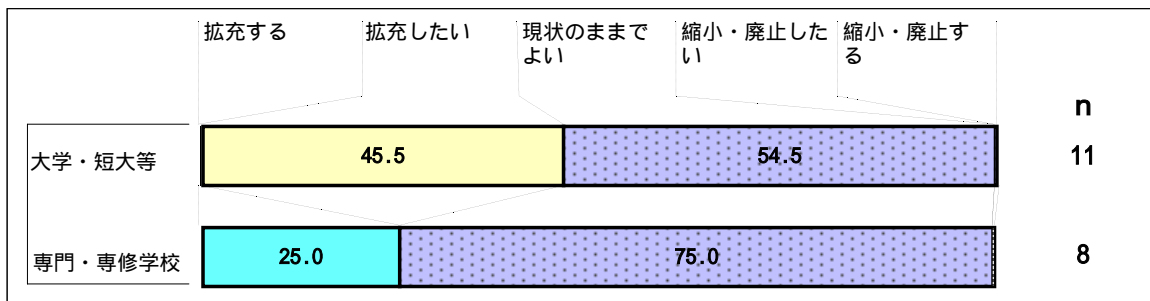 拡充する 拡充したい 現状のままで 縮小・廃止した 縮小・廃止す
よい い る
n
大学・短大等 45.5 54.5 11
専門・専修学校 25.0 75.0 8